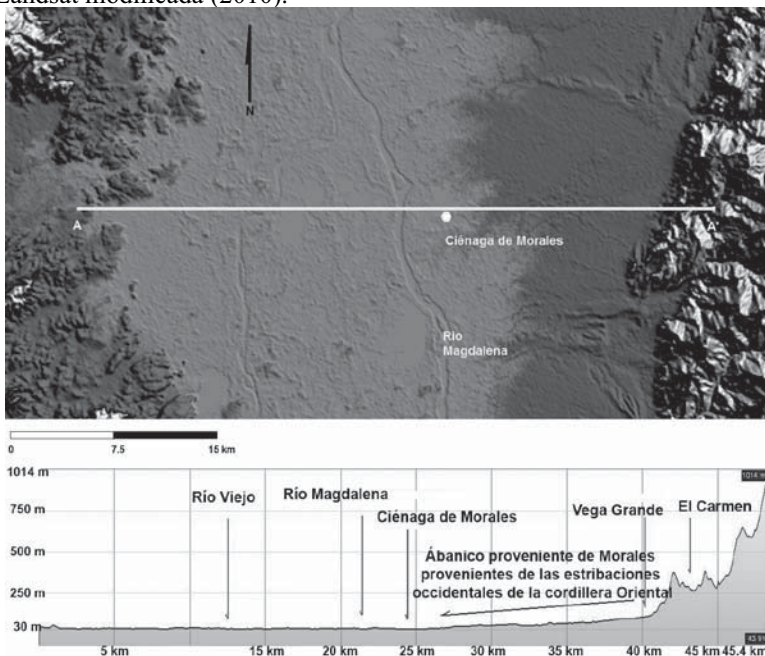 Landsat modificada (2010).
N
A
A'
Ciénaga de Morales
Río
Magdalena
0
7.5
15 km
1014 m
750 m
500 m
250 m
30 m
1014 m
Río Viejo
Río Magdalena
Ciénaga de Morales
Vega Grande
El Carmen
Ábanico proveniente de Morales
provenientes de las estribaciones
occidentales de la cordillera Oriental
5 km
10 km
15 km
20 km
25 km
30 km
35 km
40 km
45 km
45.4 km